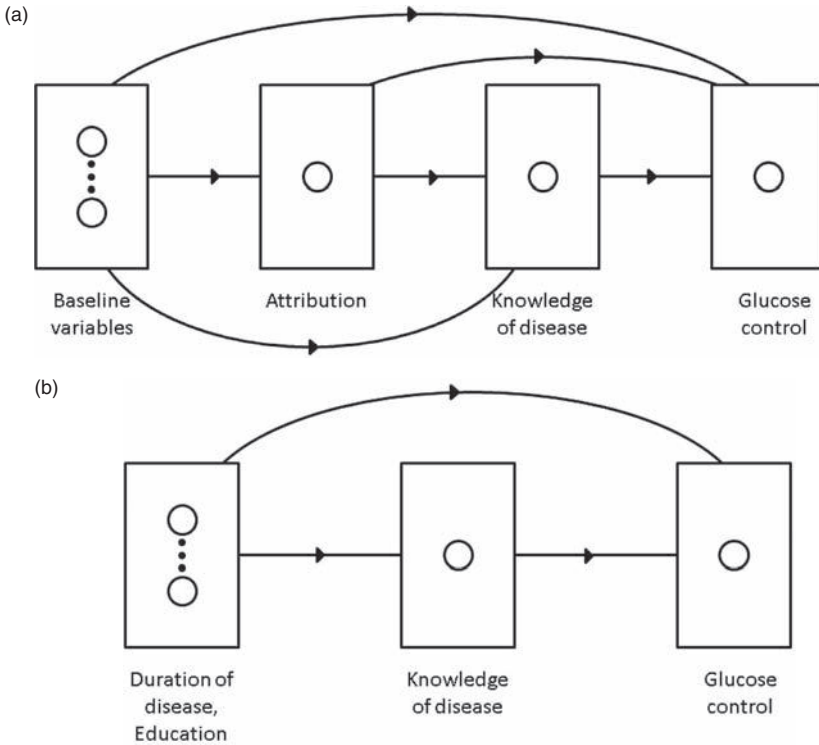 (a)
Baseline
variables
Attribution
Knowledge
of disease
Glucose
control
(b)
Duration of
disease,
Education
Knowledge
of disease
Glucose
control